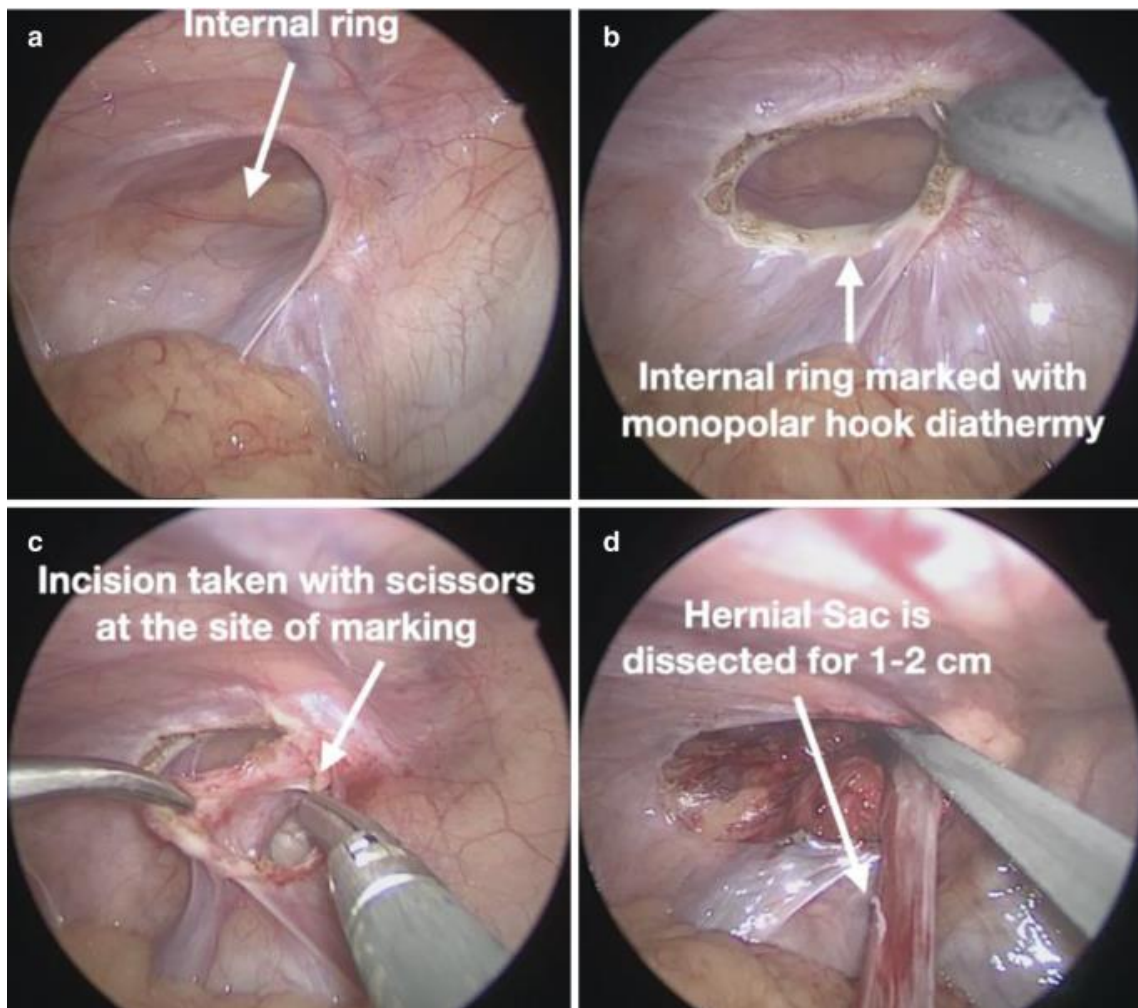 a
Internal ring
b
Internal ring marked with
monopolar hook diathermy
c
Incision taken with scissors
at the site of marking
d
Hernial Sac is
dissected for 1-2 cm